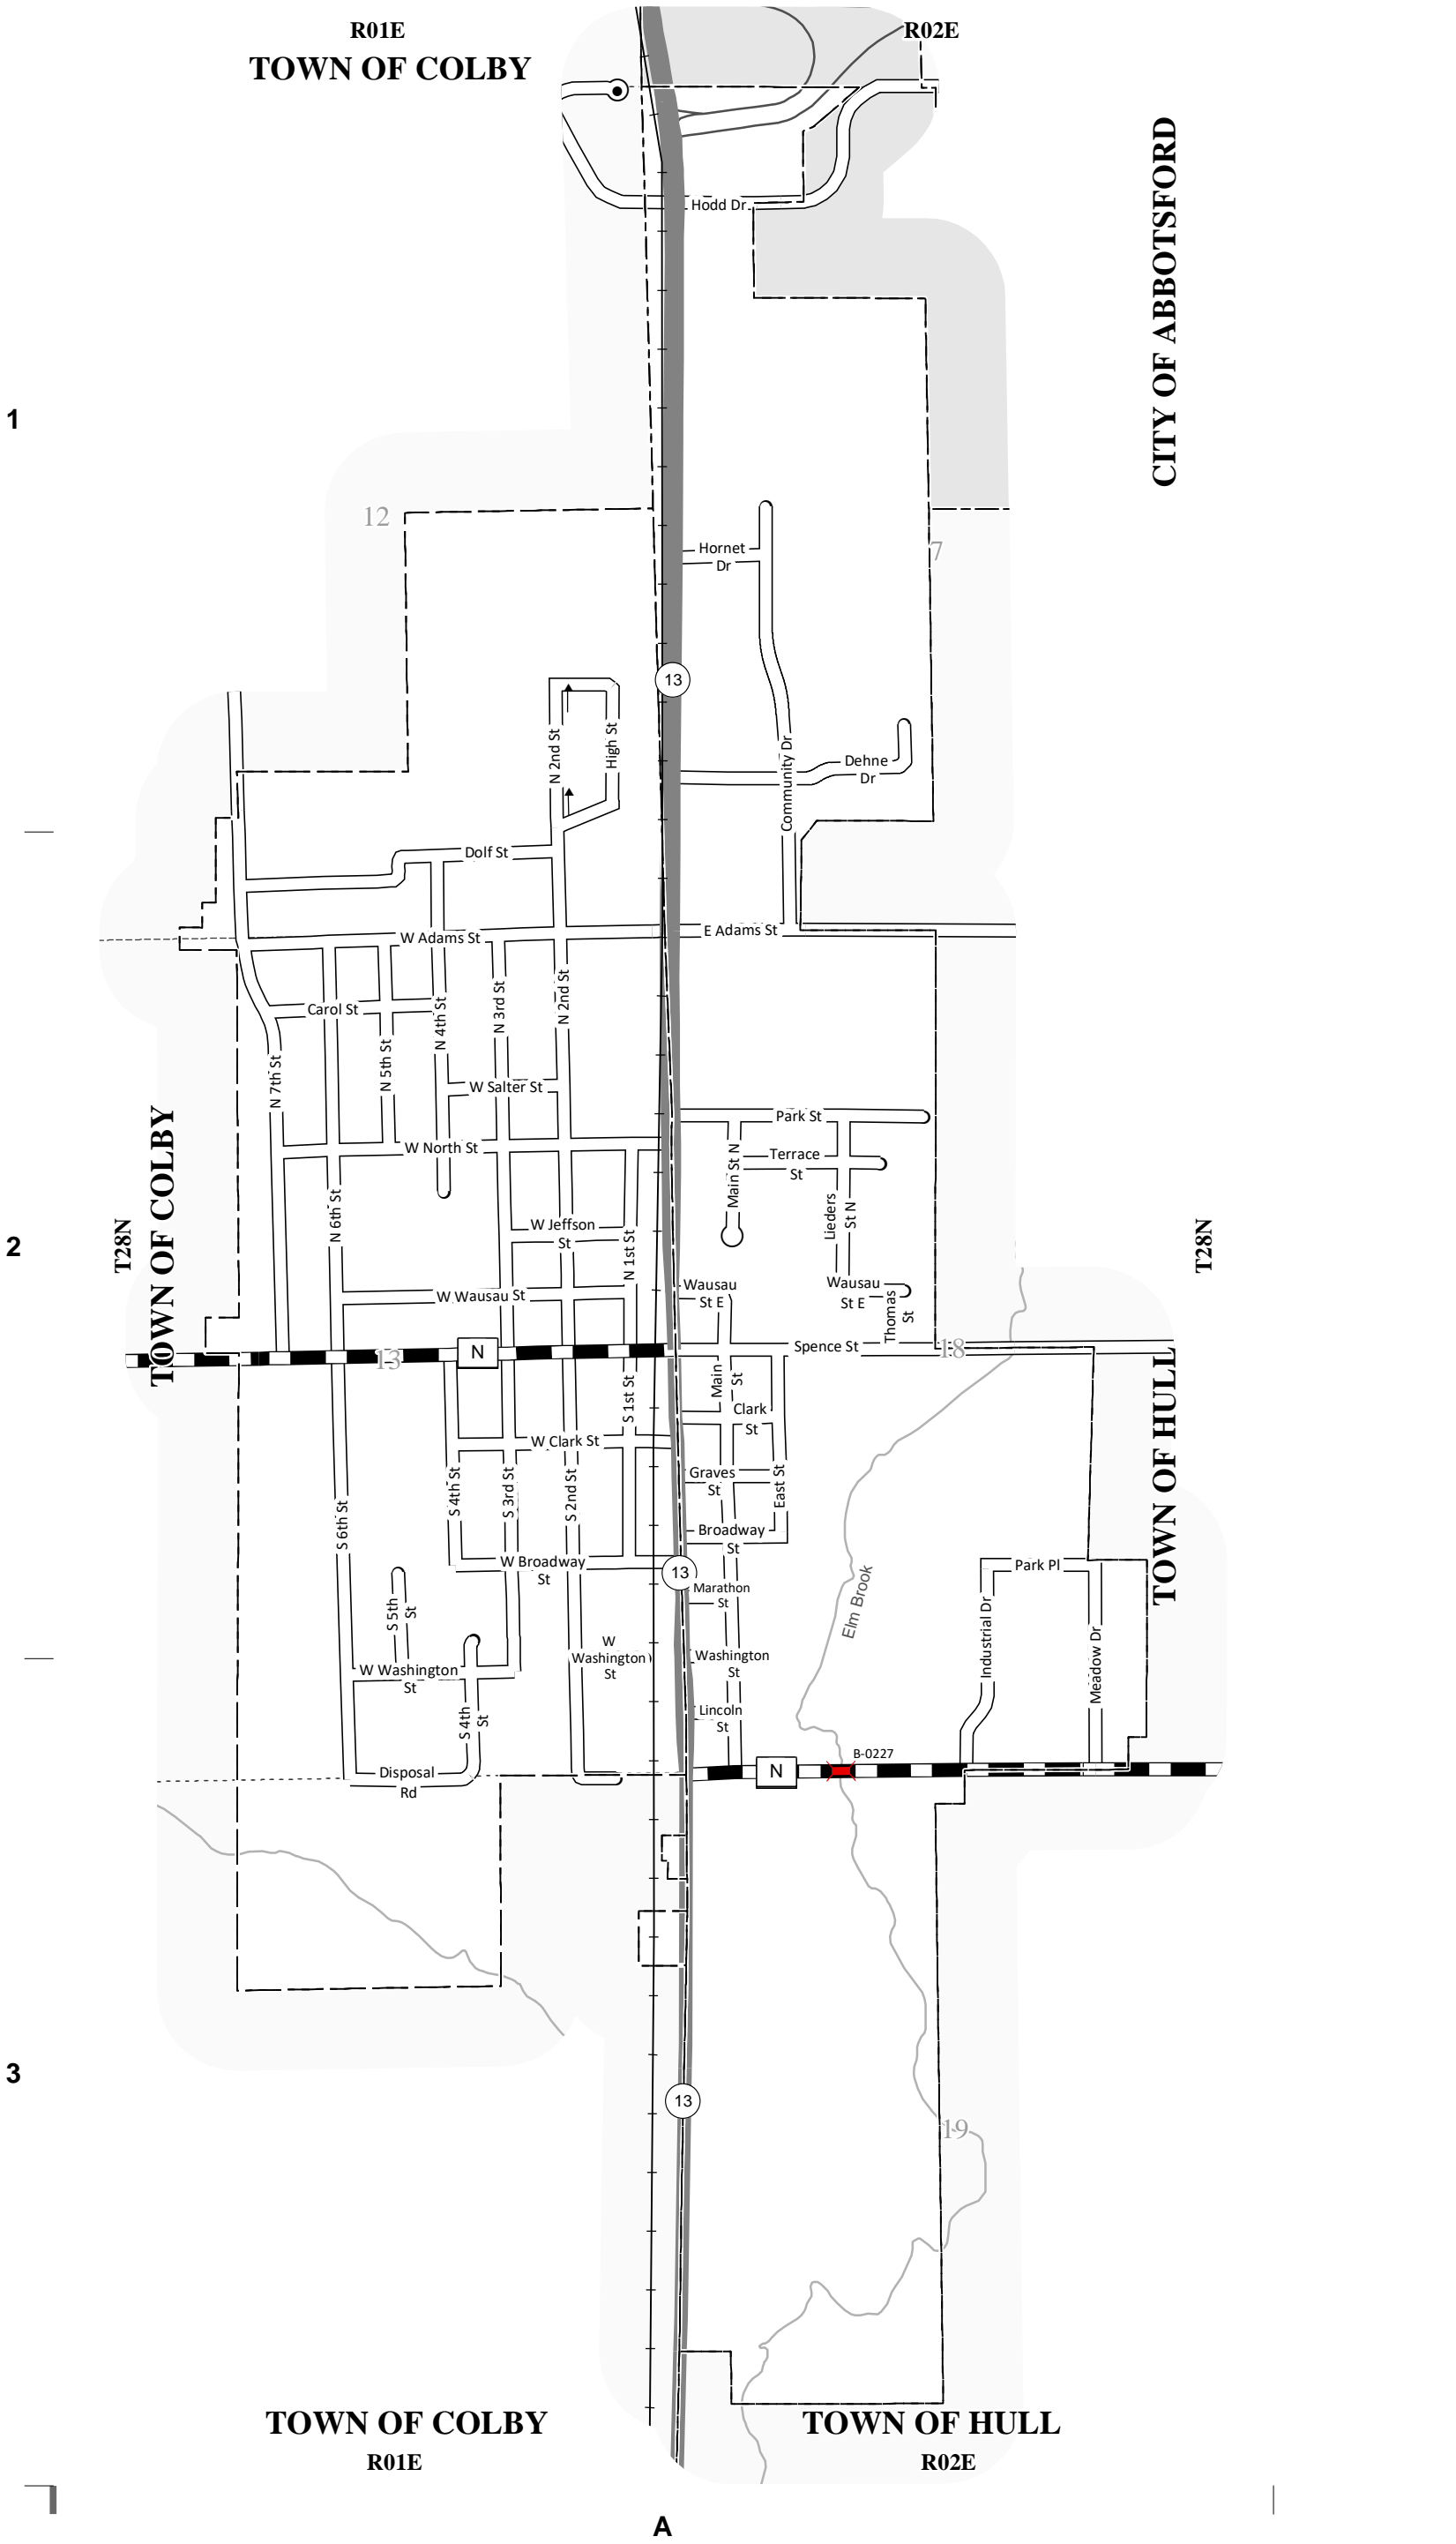 R01E
R02E
TOWN OF COLBY
CITY OF ABBOTSFORD
Hodd Dr
1
12
7
Hornet
Dr
13
N 2nd St
High St
Community Dr
Dehne
Dr
Dolf St
W Adams St
E Adams St
Carol St
N 7th St
N 5th St
N 4th St
N 3rd St
N 2nd St
W Salter St
Park St
W North St
Main St N
Terrace
St
Lieders
St N
TOWN OF COLBY
T28N
T28N
2
N 6th St
W Jeffson
St
N 1st St
W Wausau St
Wausau
St E
Wausau
St E
Thomas
St
Spence St
18
13
N
S 1st St
Main
St
Clark
St
W Clark St
TOWN OF HULL
S 6th St
S 4th St
S 3rd St
S 2nd St
Graves
St
East St
Broadway
St
W Broadway
St
13
Marathon
St
Park Pl
Elm Brook
S 5th
St
Industrial Dr
Meadow Dr
W
Washington
St
Washington
St
W Washington
St
S 4th
St
Lincoln
St
B-0227
N
Disposal
Rd
3
13
19
TOWN OF COLBY
TOWN OF HULL
R01E
R02E
A